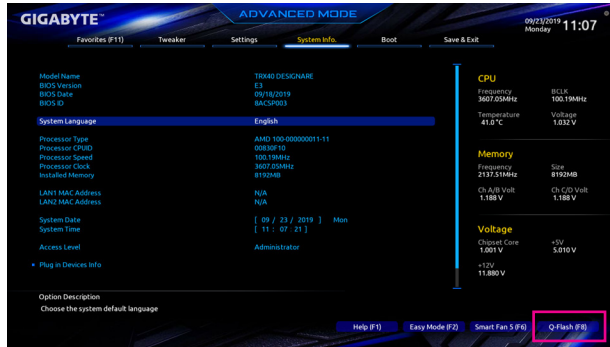 GIGABYTE™
ADVANCED MODE
09/23/2019 Monday 11:07
Favorites (F11) Tweaker Settings System Info. Boot Save & Exit
Model Name TRX40 DESIGNARE
BIOS Version E3
BIOS Date 09/18/2019
BIOS ID 8ACSP003
System Language English
Processor Type AMD 100-000000011-11
Processor CPUID 00830F10
Processor Speed 100.19MHz
Processor Clock 3607.05MHz
Installed Memory 8192MB
LAN1 MAC Address N/A
LAN2 MAC Address N/A
System Date [ 09 / 23 / 2019 ] Mon
System Time [ 11 : 07 : 21 ]
Access Level Administrator
Plug in Devices Info
CPU
Frequency BCLK
3607.05MHz 100.19MHz
Temperature Voltage
41.0 °C 1.032 V
Memory
Frequency Size
2137.51MHz 8192MB
Ch A/B Volt Ch C/D Volt
1.188 V 1.188 V
Voltage
Chipset Core +5V
1.001 V 5.010 V
+12V
11.880 V
Option Description
Choose the system default language
Help (F1) Easy Mode (F2) Smart Fan 5 (F6) Q-Flash (F8)